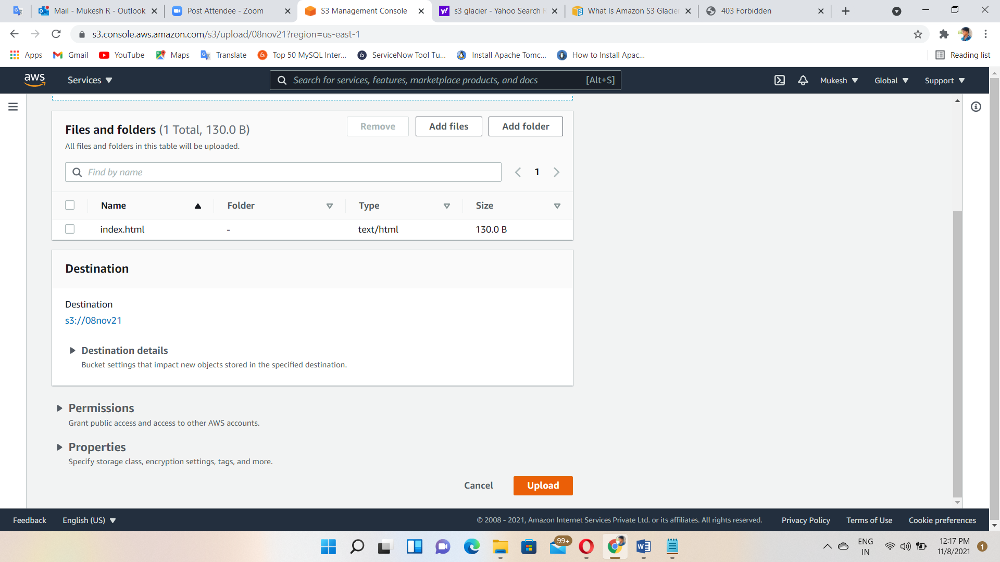 Mail - Mukesh R - Outlook
Post Attendee - Zoom
S3 Management Console
s3 glacier - Yahoo Search
What Is Amazon S3 Glacie
403 Forbidden
s3.console.aws.amazon.com/s3/upload/08nov21?region=us-east-1
Apps
Gmail
YouTube
Maps
Translate
Top 50 MySQL Inter...
ServiceNow Tool Tu...
Install Apache Tomc...
How to Install Apac...
Reading list
aws
Services
Search for services, features, marketplace products, and docs
[Alt+S]
Mukesh
Global
Support
Files and folders (1 Total, 130.0 B)
Remove
Add files
Add folder
All files and folders in this table will be uploaded.
Find by name
1
Name
Folder
Type
Size
index.html
-
text/html
130.0 B
Destination
Destination
s3://08nov21
Destination details
Bucket settings that impact new objects stored in the specified destination.
Permissions
Grant public access and access to other AWS accounts.
Properties
Specify storage class, encryption settings, tags, and more.
Cancel
Upload
Feedback
English (US)
© 2008 - 2021, Amazon Internet Services Private Ltd. or its affiliates. All rights reserved.
Privacy Policy
Terms of Use
Cookie preferences
99+
ENG
IN
12:17 PM
11/8/2021
1